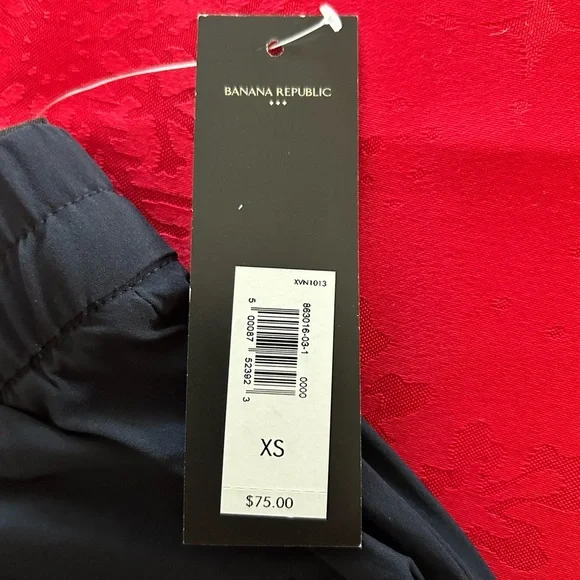 BANANA REPUBLIC
XVN1013
863016-03-1
0000
5 00087 52392 3
XS
$75.00